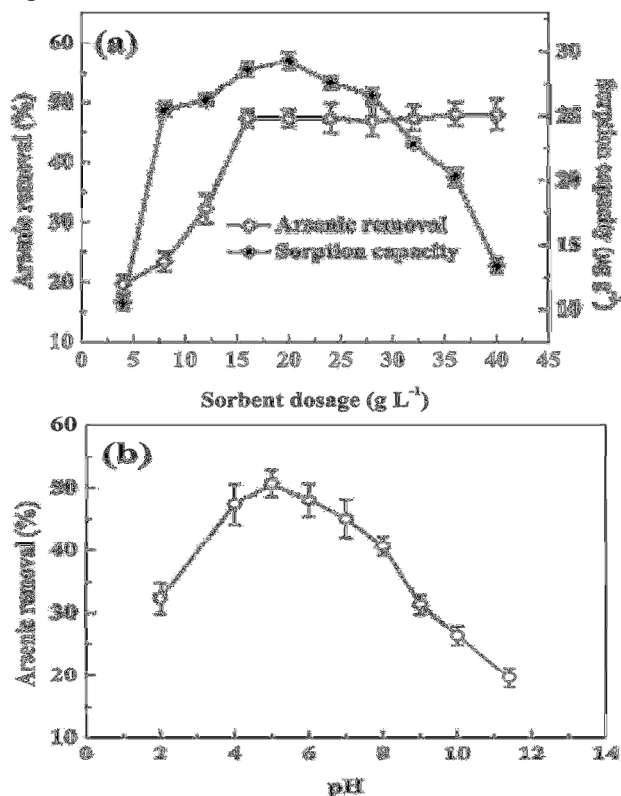 (a)
Arsenic removal (%)
60
50
40
30
20
10
30
25
20
15
10
Arsenic removal
Sorption capacity
0 5 10 15 20 25 30 35 40 45
Sorbent dosage (g L⁻¹)
(b)
Arsenic removal (%)
60
50
40
30
20
10
0 2 4 6 8 10 12 14
pH